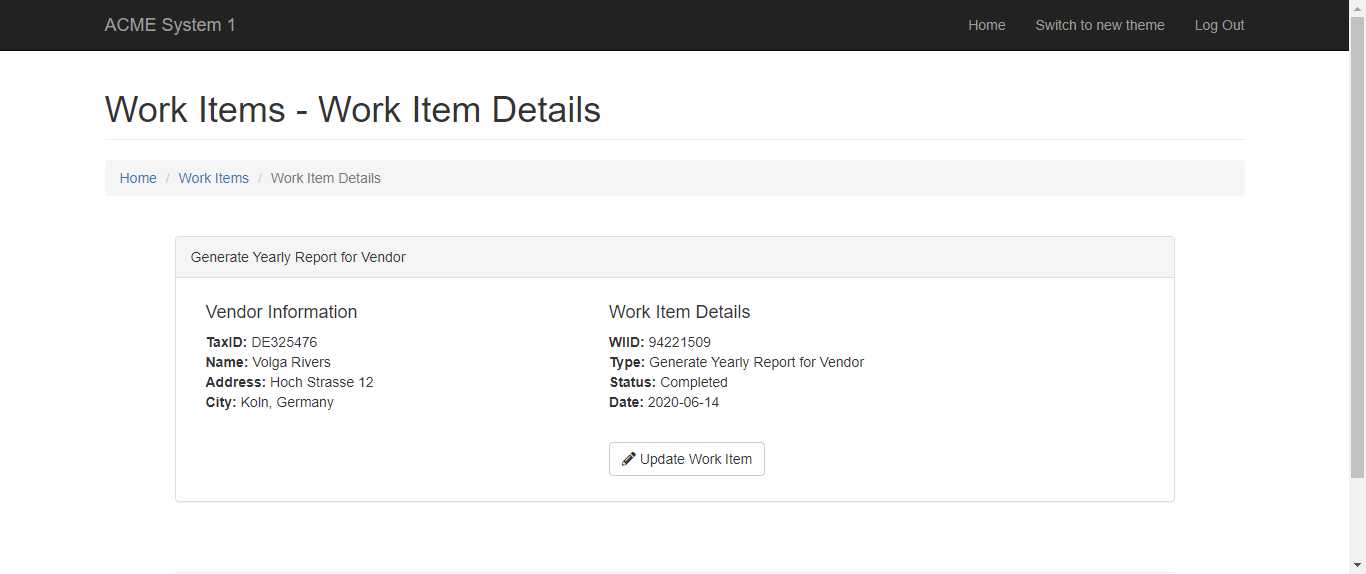 ACME System 1
Home
Switch to new theme
Log Out
Work Items - Work Item Details
Home / Work Items / Work Item Details
Generate Yearly Report for Vendor
Vendor Information
TaxID: DE325476
Name: Volga Rivers
Address: Hoch Strasse 12
City: Koln, Germany
Work Item Details
WIID: 94221509
Type: Generate Yearly Report for Vendor
Status: Completed
Date: 2020-06-14
Update Work Item